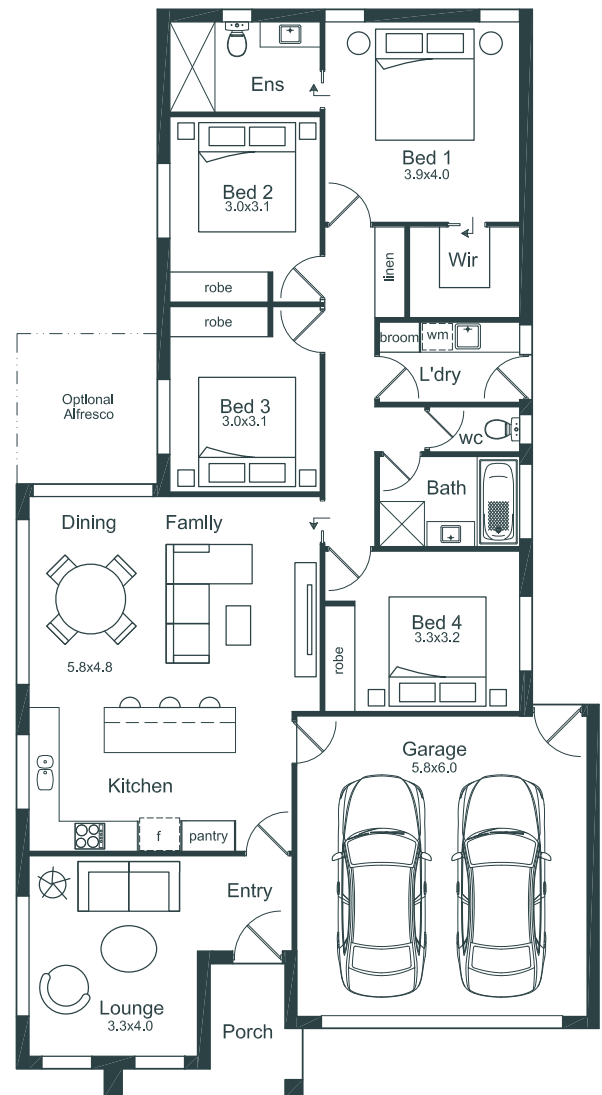 Ens
Bed 1
3.9x4.0
Bed 2
3.0x3.1
robe
linen
Wir
robe
broom
wm
L'dry
Optional
Alfresco
Bed 3
3.0x3.1
wc
Bath
Dining
Family
Bed 4
3.3x3.2
robe
5.8x4.8
Garage
5.8x6.0
Kitchen
f
pantry
Entry
Lounge
3.3x4.0
Porch